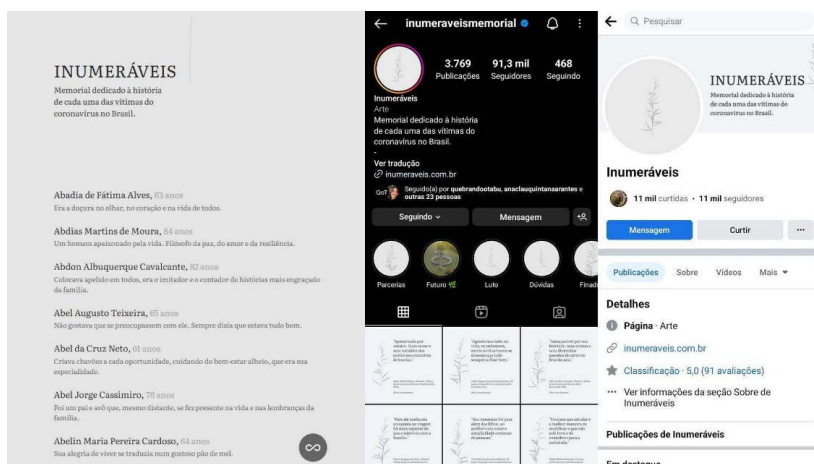 INUMERÁVEIS
Memorial dedicado à história
de cada uma das vítimas do
coronavírus no Brasil.
Abadia de Fátima Alves, 63 anos
Era a doçura no olhar, no coração e na vida de todos.
Abdias Martins de Moura, 84 anos
Um homem apaixonado pela vida. Filósofo da paz, do amor e da resiliência.
Abdon Albuquerque Cavalcante, 82 anos
Colocava apelido em todos, era o imitador e o contador de histórias mais engraçado
da família.
Abel Augusto Teixeira, 65 anos
Não gostava que se preocupassem com ele. Sempre dizia que estava tudo bem.
Abel da Cruz Neto, 61 anos
Criava chavões a cada oportunidade, cuidando do bem-estar alheio, que era sua
especialidade.
Abel Jorge Cassimiro, 76 anos
Foi um pai e avô que, mesmo distante, se fez presente na vida e nas lembranças da
família.
Abelin Maria Pereira Cardoso, 64 anos
Sua alegria de viver se traduzia num gostoso pão de mel.
inumeraveismemorial
3.769 91,3 mil 468
Publicações Seguidores Seguindo
Inumeráveis
Arte
Memorial dedicado à história
de cada uma das vítimas do
coronavírus no Brasil.
-
Ver tradução
inumeraveis.com.br
Seguido(a) por quebrandootabu, anaclauquintanaarantes e
outras 23 pessoas
Seguindo Mensagem
Parcerias Futuro Luto Dúvidas Finad
Pesquisar
INUMERÁVEIS
Memorial dedicado à história
de cada uma das vítimas do
coronavírus no Brasil.
Inumeráveis
11 mil curtidas • 11 mil seguidores
Mensagem Curtir ...
Publicações Sobre Vídeos Mais
Detalhes
Página · Arte
inumeraveis.com.br
Classificação · 5,0 (91 avaliações)
Ver informações da seção Sobre de
Inumeráveis
Publicações de Inumeráveis
Em destaque